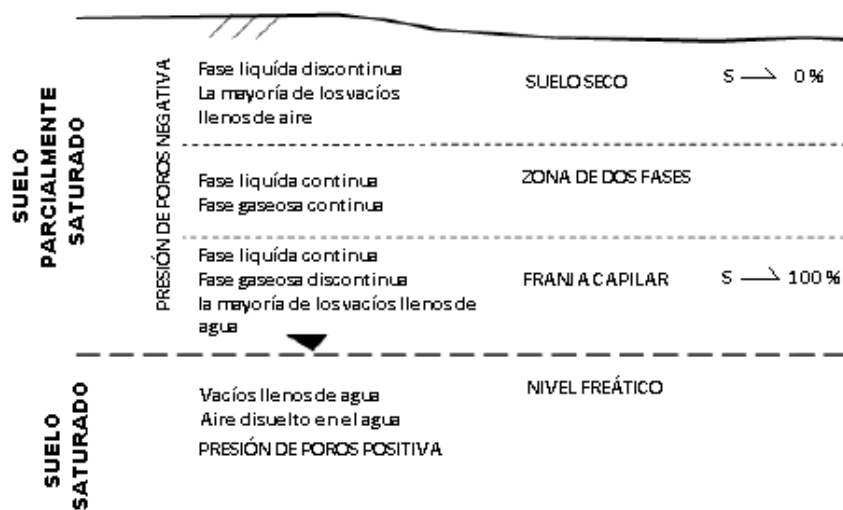 SUELO
PARCIALMENTE
SATURADO
PRESIÓN DE POROS NEGATIVA
Fase liquída discontinua
La mayoría de los vacíos
llenos de aire
SUELO SECO
S ⇀ 0 %
Fase liquída continua
Fase gaseosa continua
ZONA DE DOS FASES
Fase liquída continua
Fase gaseosa discontinua
la mayoría de los vacíos llenos de
agua
FRANJA CAPILAR
S ⇀ 100 %
SUELO
SATURADO
Vacíos llenos de agua
Aire disuelto en el agua
PRESIÓN DE POROS POSITIVA
NIVEL FREÁTICO